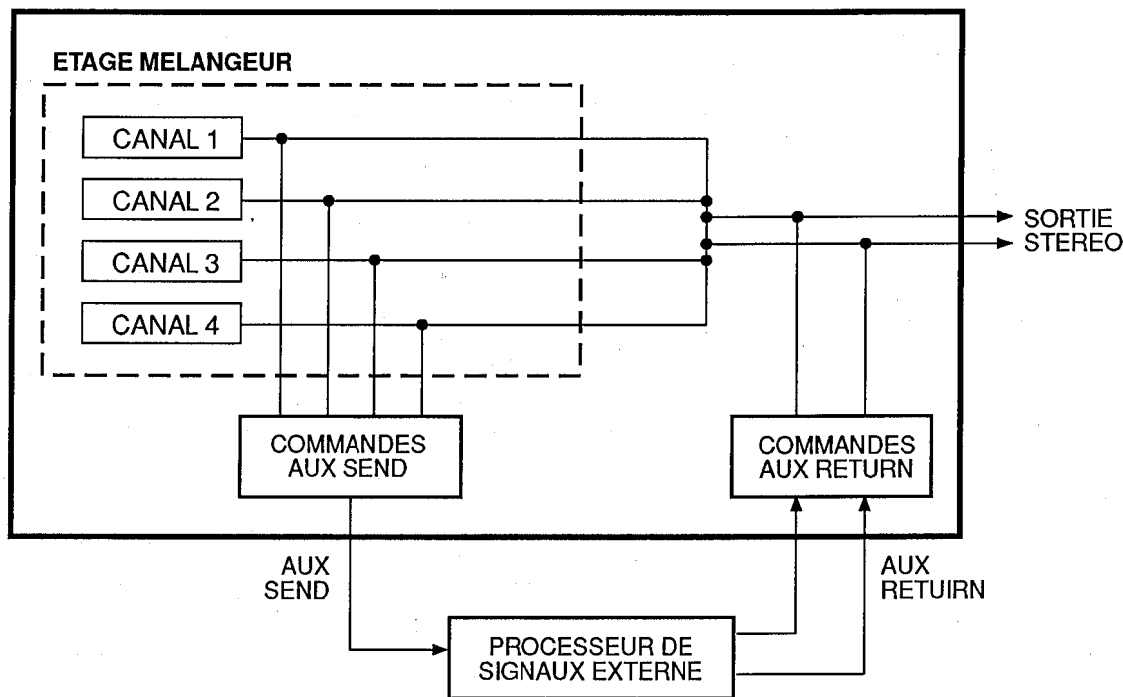 ETAGE MELANGEUR
CANAL 1
CANAL 2
CANAL 3
CANAL 4
SORTIE
STEREO
COMMANDES
AUX SEND
COMMANDES
AUX RETURN
AUX
SEND
AUX
RETUIRN
PROCESSEUR DE
SIGNAUX EXTERNE